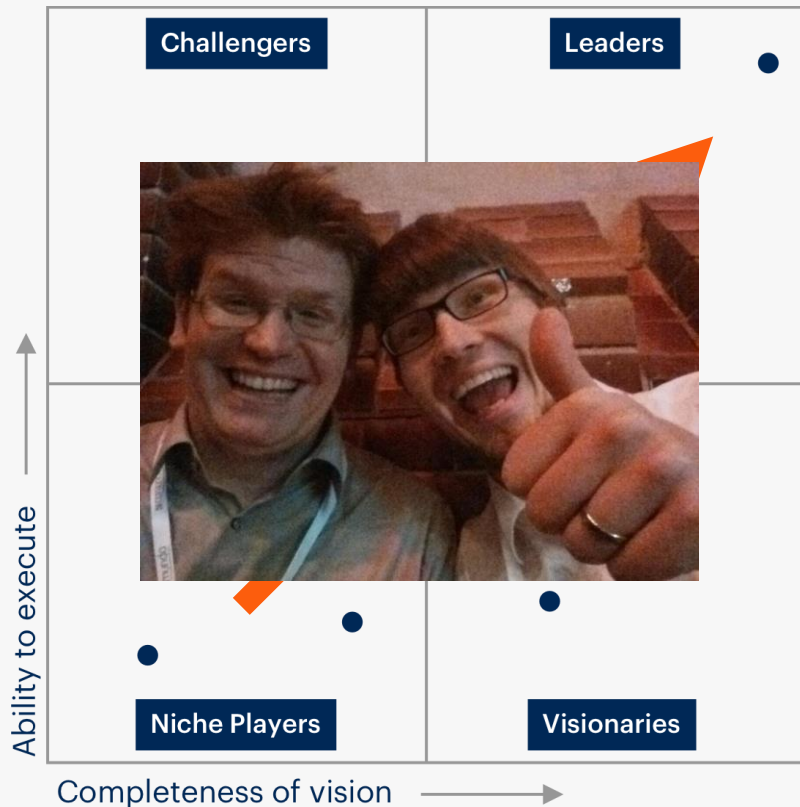 Challengers
Leaders
Ability to execute
Niche Players
Visionaries
Completeness of vision